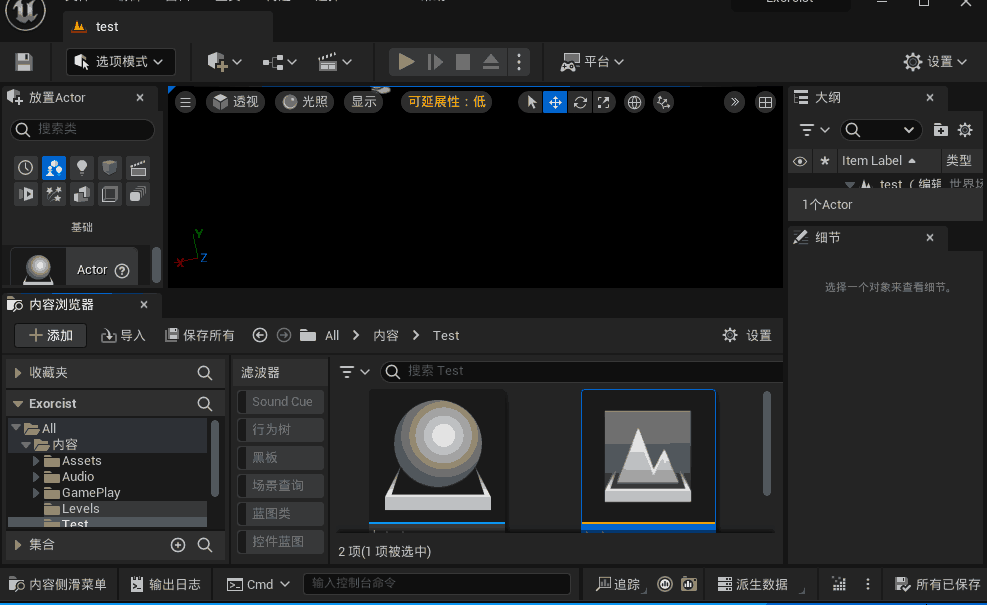 Exorcist
test
选项模式
平台
设置
放置Actor
搜索类
基础
Actor
透视
光照
显示
可延展性：低
大纲
Item Label
类型
test（编辑
世界场
1个Actor
细节
选择一个对象来查看细节。
内容浏览器
添加
导入
保存所有
All
内容
Test
设置
收藏夹
Exorcist
All
内容
Assets
Audio
GamePlay
Levels
Test
集合
滤波器
Sound Cue
行为树
黑板
场景查询
蓝图类
控件蓝图
搜索 Test
2 项(1 项被选中)
内容侧滑菜单
输出日志
Cmd
输入控制台命令
追踪
派生数据
所有已保存